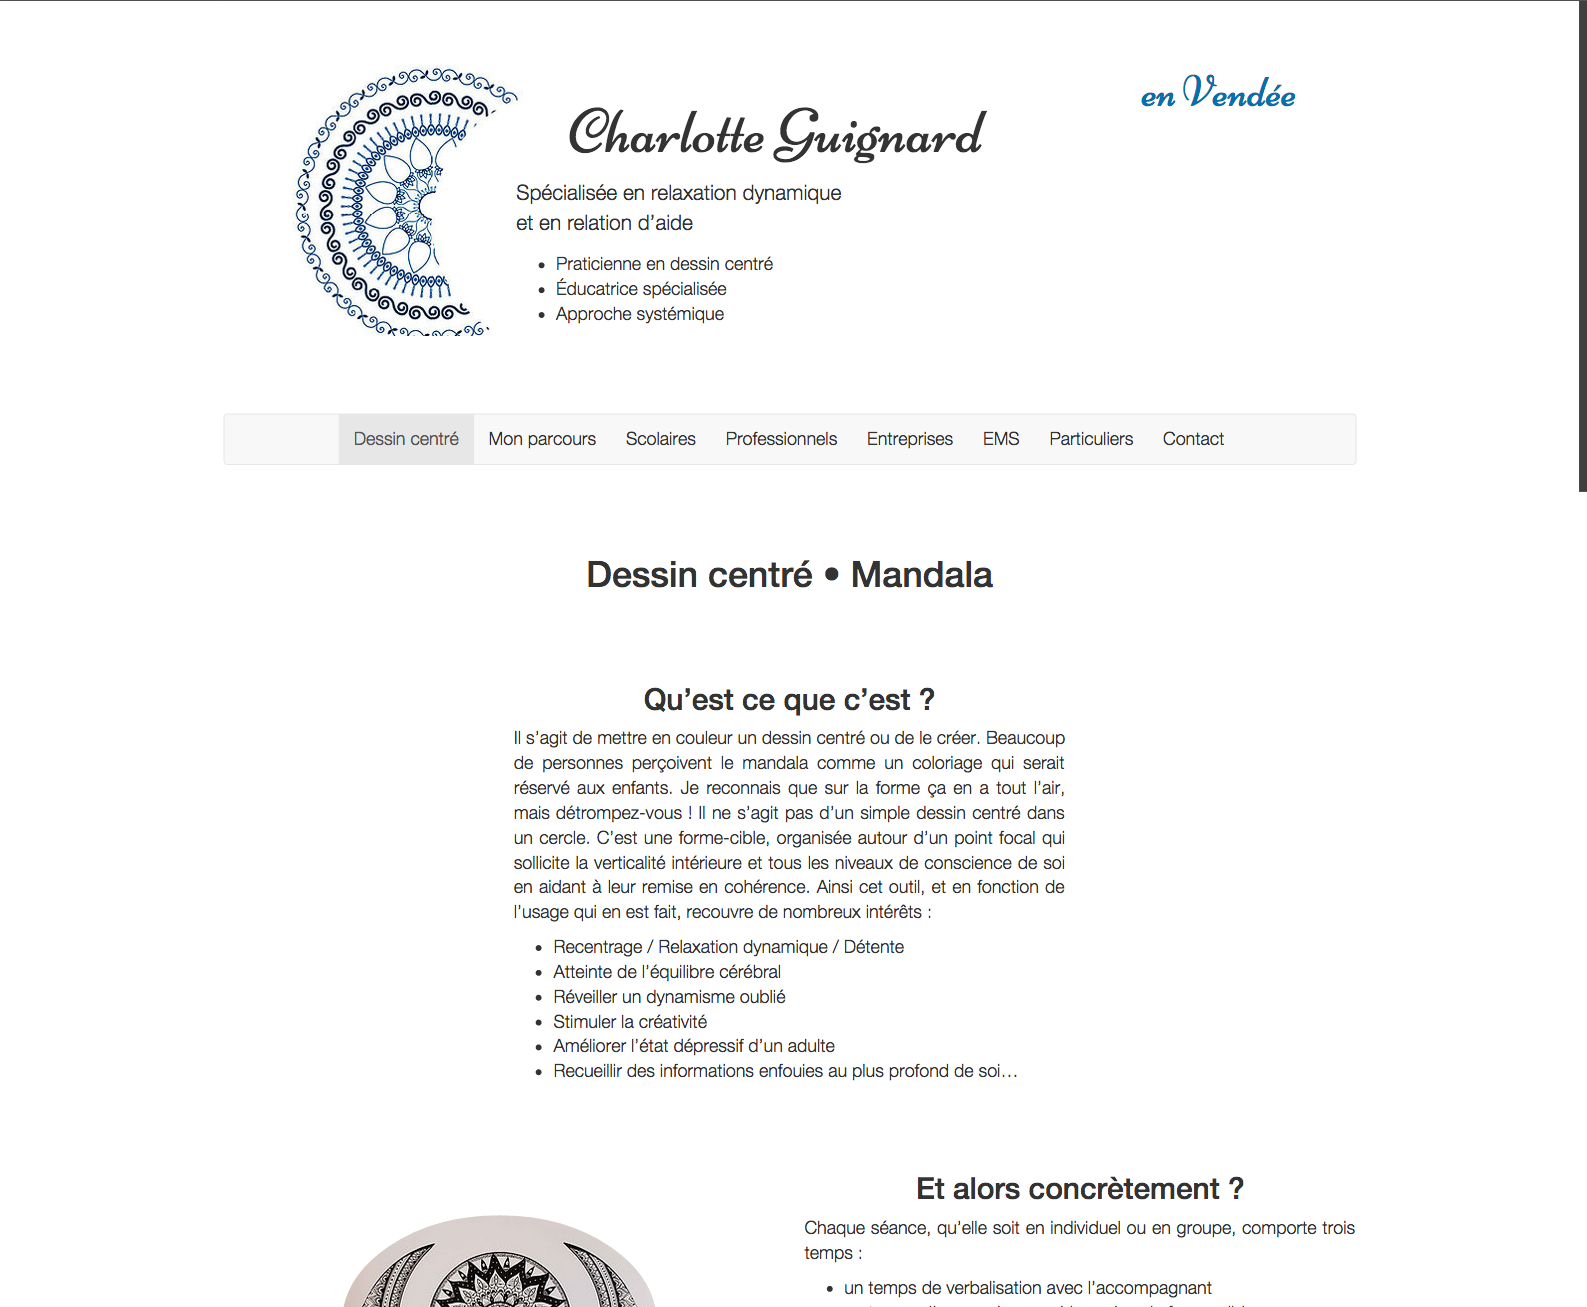 en Vendée
Charlotte Guignard
Spécialisée en relaxation dynamique
et en relation d’aide
• Praticienne en dessin centré
• Éducatrice spécialisée
• Approche systémique
Dessin centré Mon parcours Scolaires Professionnels Entreprises EMS Particuliers Contact
Dessin centré • Mandala
Qu’est ce que c’est ?
Il s’agit de mettre en couleur un dessin centré ou de le créer. Beaucoup
de personnes perçoivent le mandala comme un coloriage qui serait
réservé aux enfants. Je reconnais que sur la forme ça en a tout l’air,
mais détrompez-vous ! Il ne s’agit pas d’un simple dessin centré dans
un cercle. C’est une forme-cible, organisée autour d’un point focal qui
sollicite la verticalité intérieure et tous les niveaux de conscience de soi
en aidant à leur remise en cohérence. Ainsi cet outil, et en fonction de
l’usage qui en est fait, recouvre de nombreux intérêts :
• Recentrage / Relaxation dynamique / Détente
• Atteinte de l’équilibre cérébral
• Réveiller un dynamisme oublié
• Stimuler la créativité
• Améliorer l’état dépressif d’un adulte
• Recueillir des informations enfouies au plus profond de soi…
Et alors concrètement ?
Chaque séance, qu’elle soit en individuel ou en groupe, comporte trois
temps :
• un temps de verbalisation avec l’accompagnant